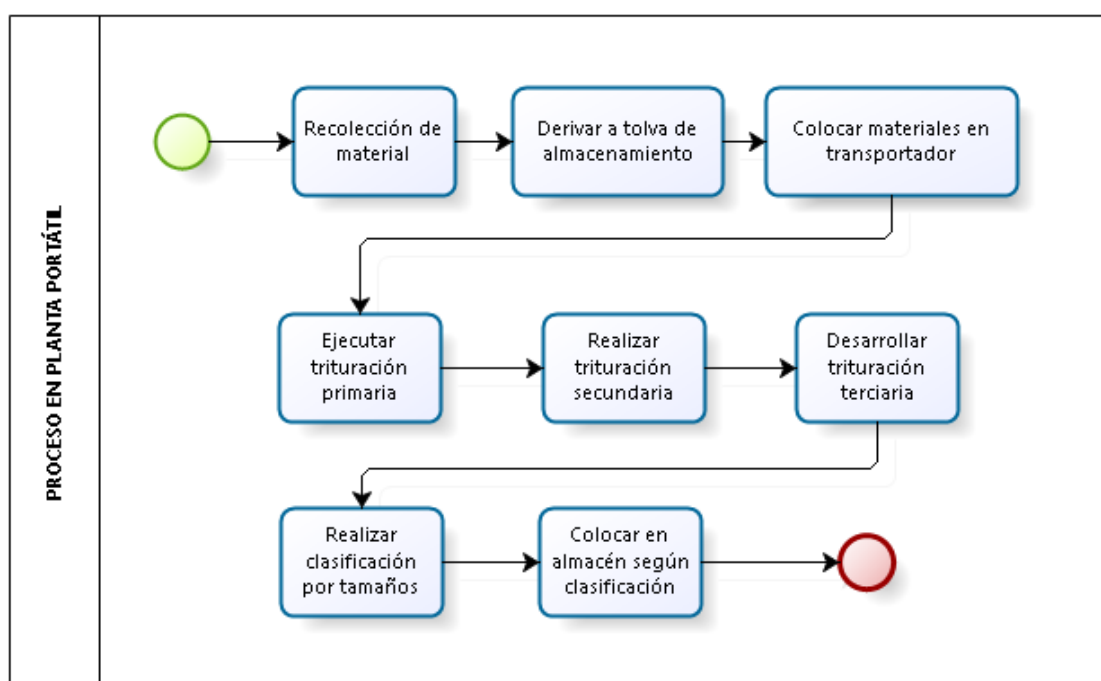 PROCESO EN PLANTA PORTÁTIL
Recolección de
material
Derivar a tolva de
almacenamiento
Colocar materiales en
transportador
Ejecutar
trituración
primaria
Realizar
trituración
secundaria
Desarrollar
trituración
terciaria
Realizar
clasificación
por tamaños
Colocar en
almacén según
clasificación